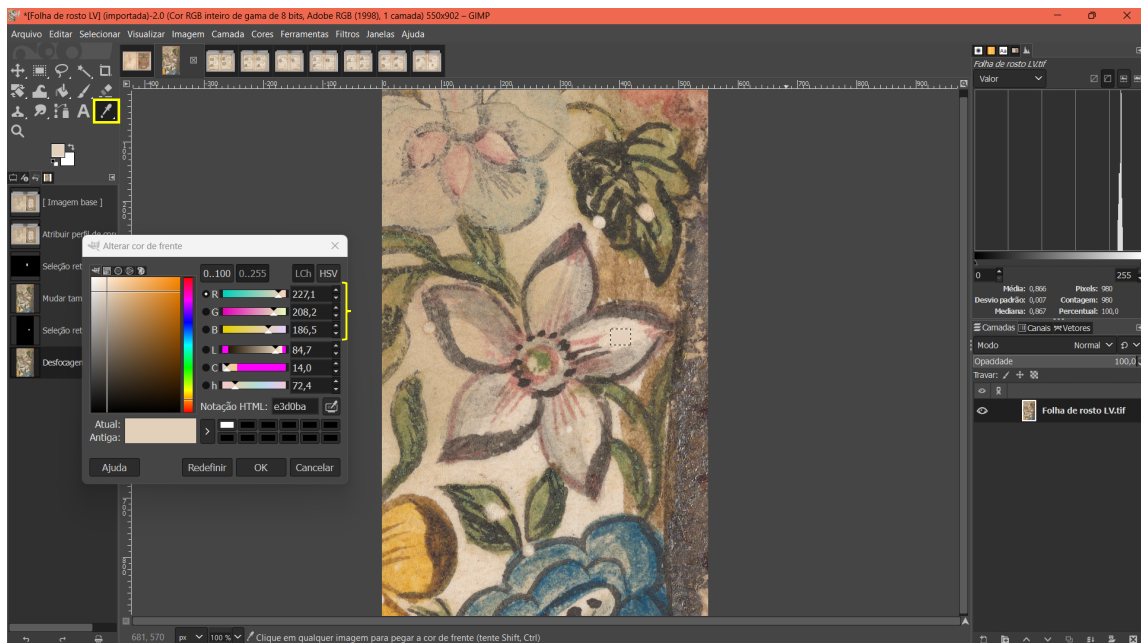 *[Folha de rosto LV] (importada)-2.0 (Cor RGB inteiro de gama de 8 bits, Adobe RGB (1998), 1 camada) 550x902 – GIMP
Arquivo Editar Selecionar Visualizar Imagem Camada Cores Ferramentas Filtros Janelas Ajuda
Folha de rosto LV.tif
Valor
[ Imagem base ]
Atribuir perfil de
Seleção ret
Mudar tam
Seleção ret
Desfocagem
Alterar cor de frente
0..100 0..255 LCh HSV
R 227,1
G 208,2
B 186,5
L 84,7
C 14,0
h 72,4
Notação HTML: e3d0ba
Atual:
Antiga:
Ajuda Redefinir OK Cancelar
0 255
Média: 0,866 Pixels: 980
Desvio padrão: 0,007 Contagem: 980
Mediana: 0,867 Percentual: 100,0
Camadas Canais Vetores
Modo Normal
Opacidade 100,0
Travar:
Folha de rosto LV.tif
681, 570 px 100 % Clique em qualquer imagem para pegar a cor de frente (tente Shift, Ctrl)